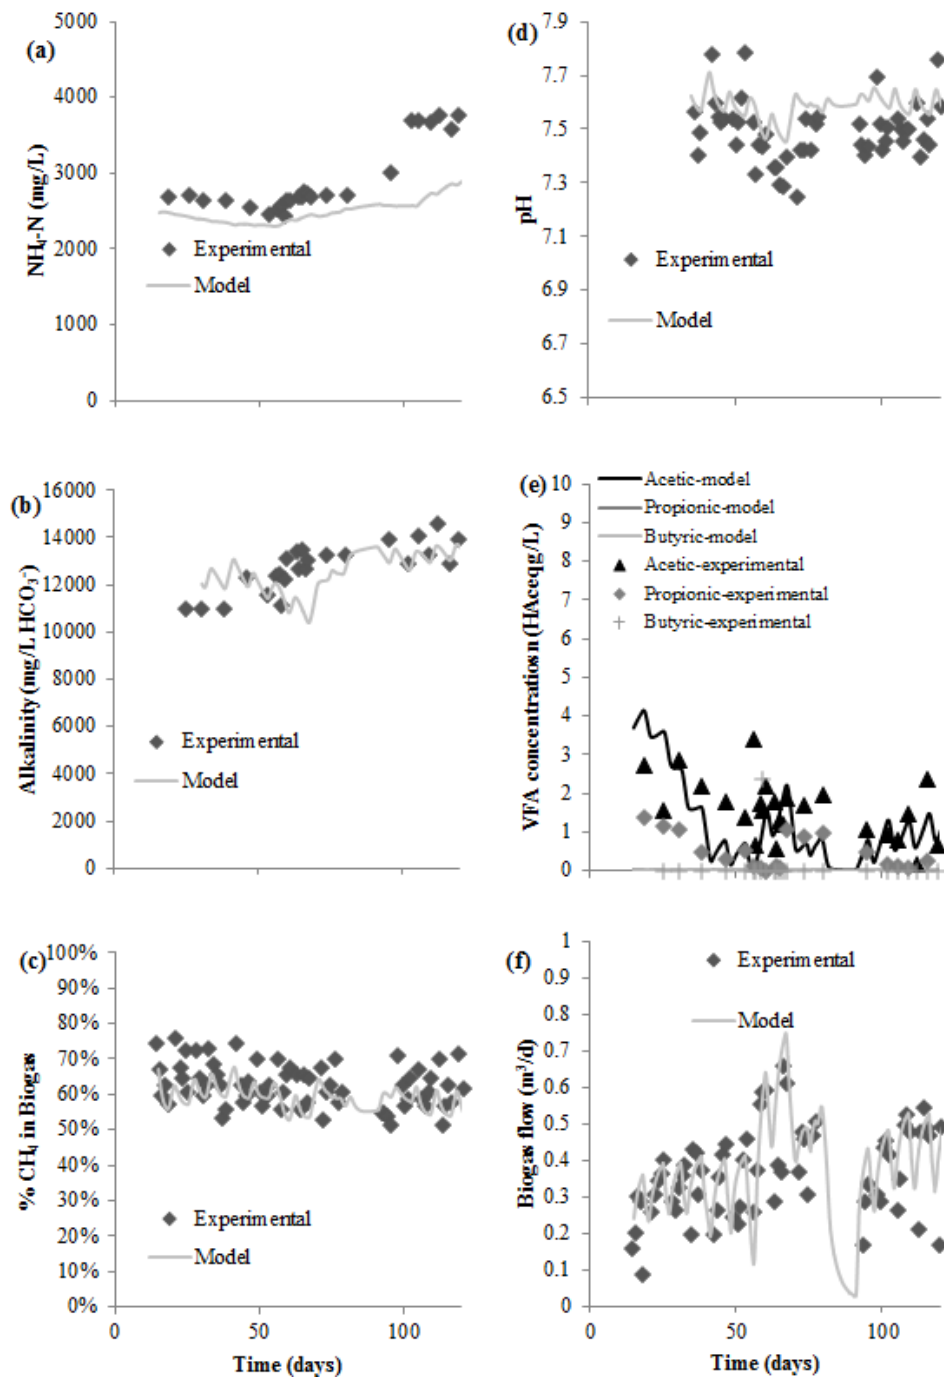 (a)
NH₄-N (mg/L)
5000
4000
3000
2000
1000
0
Experimental
Model
(d)
pH
7.9
7.7
7.5
7.3
7.1
6.9
6.7
6.5
Experimental
Model
(b)
Alkalinity (mg/L HCO₃-)
16000
14000
12000
10000
8000
6000
4000
2000
0
Experimental
Model
(e)
VFA concentratiosn (HAceqg/L)
10
9
8
7
6
5
4
3
2
1
0
Acetic-model
Propionic-model
Butyric-model
Acetic-experimental
Propionic-experimental
Butyric-experimental
(c)
% CH₄ in Biogas
100%
90%
80%
70%
60%
50%
40%
30%
20%
10%
0%
Experimental
Model
0
50
100
Time (days)
(f)
Biogas flow (m³/d)
1
0.9
0.8
0.7
0.6
0.5
0.4
0.3
0.2
0.1
0
Experimental
Model
0
50
100
Time (days)